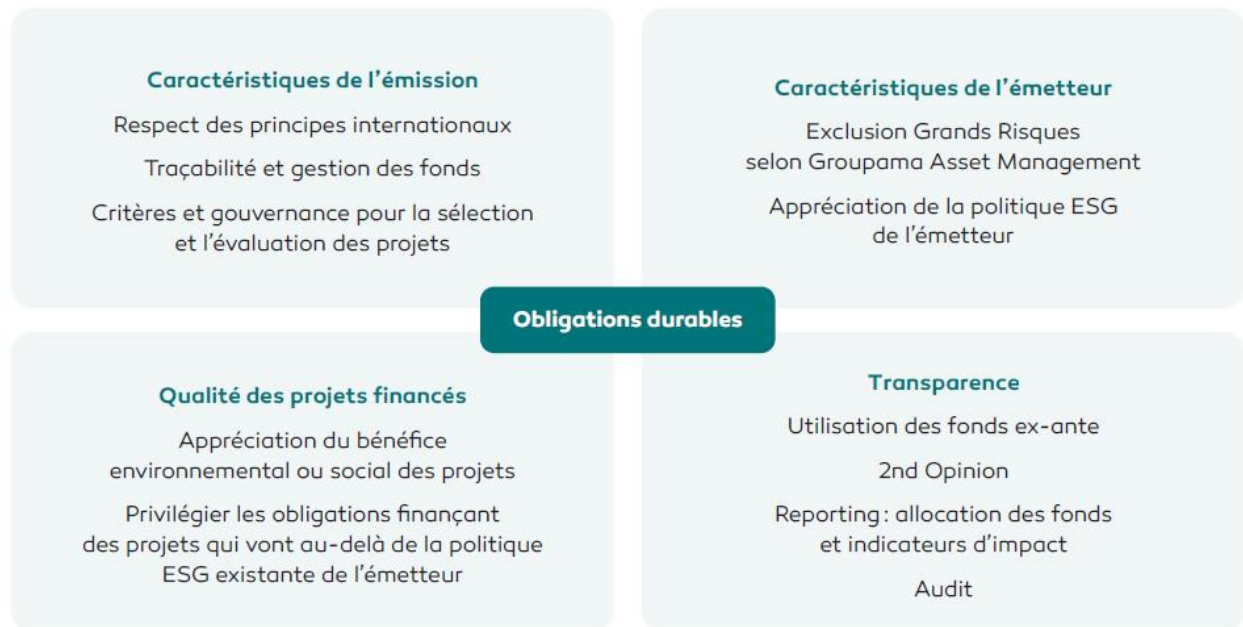 Caractéristiques de l'émission
Respect des principes internationaux
Traçabilité et gestion des fonds
Critères et gouvernance pour la sélection
et l'évaluation des projets
Caractéristiques de l'émetteur
Exclusion Grands Risques
selon Groupama Asset Management
Appréciation de la politique ESG
de l'émetteur
Obligations durables
Qualité des projets financés
Appréciation du bénéfice
environnemental ou social des projets
Privilégier les obligations finançant
des projets qui vont au-delà de la politique
ESG existante de l'émetteur
Transparence
Utilisation des fonds ex-ante
2nd Opinion
Reporting : allocation des fonds
et indicateurs d'impact
Audit